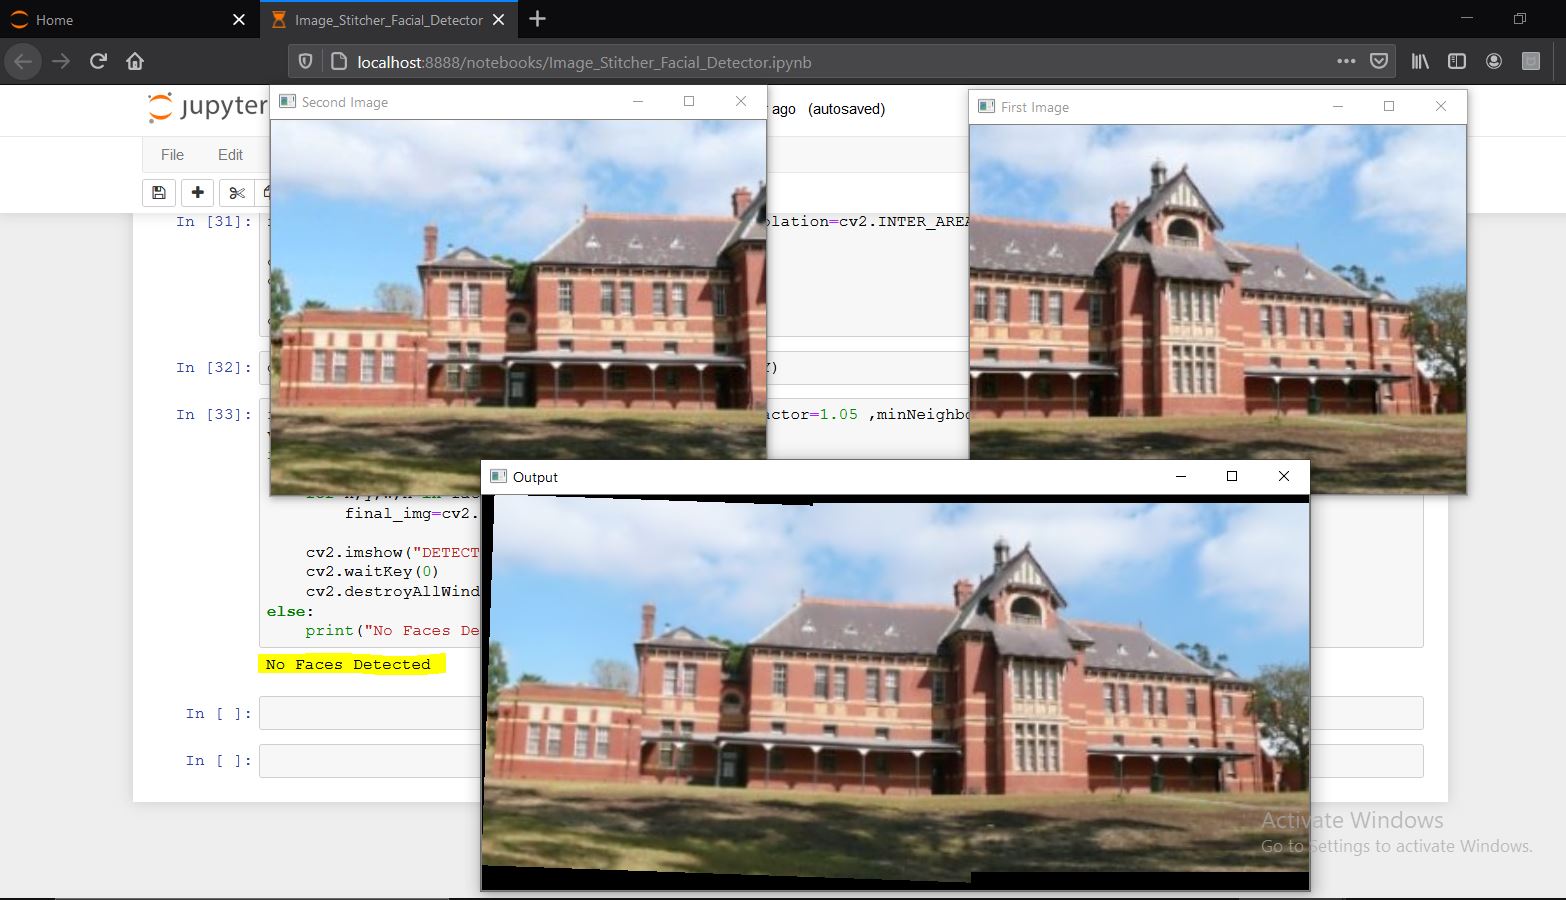 Home
Image_Stitcher_Facial_Detector
localhost:8888/notebooks/Image_Stitcher_Facial_Detector.ipynb
jupyter
ago (autosaved)
Second Image
First Image
File Edit
In [31]:
olation=cv2.INTER_AREA
In [32]:
)
In [33]:
actor=1.05 ,minNeighbo
final_img=cv2.
cv2.imshow("DETECT
cv2.waitKey(0)
cv2.destroyAllWind
else:
print("No Faces De
No Faces Detected
In [ ]:
In [ ]:
Output
Activate Windows
Go to Settings to activate Windows.